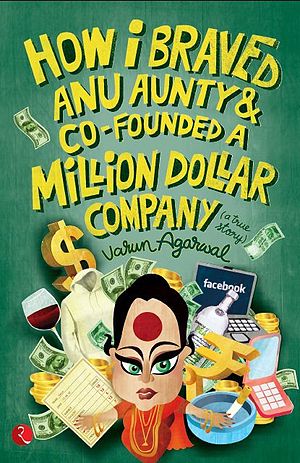 HOW i BRAVED
ANU AUNTY &
CO-FOUNDED A
MiLLiON DOLLAR
COMPANY
(a true story)
Varun Agarwal
facebook
R